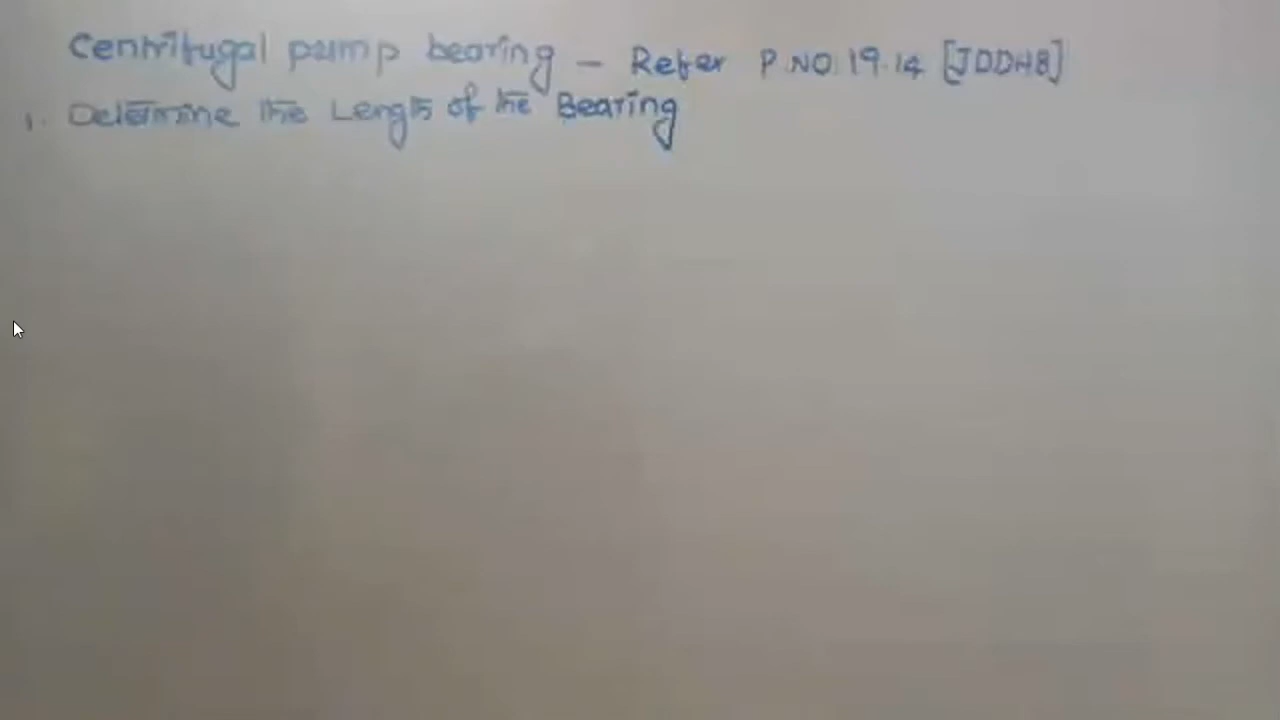 Centrifugal pump bearing – Refer P.NO 19.14 [JDDHB]
1. Determine the Length of the Bearing